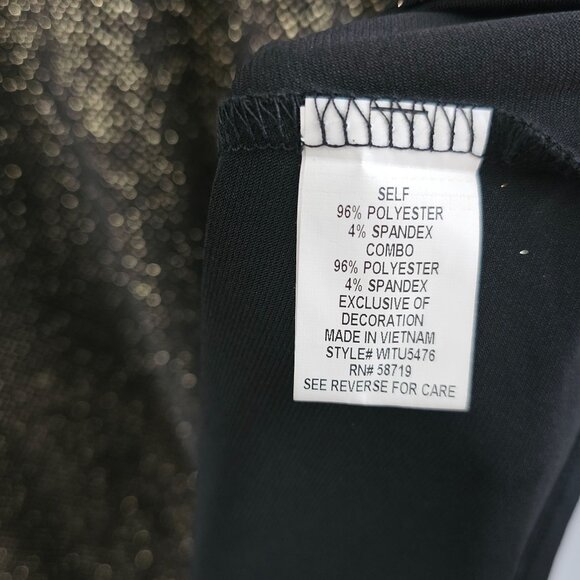 SELF
96% POLYESTER
4% SPANDEX
COMBO
96% POLYESTER
4% SPANDEX
EXCLUSIVE OF
DECORATION
MADE IN VIETNAM
STYLE# WITU5476
RN# 58719
SEE REVERSE FOR CARE